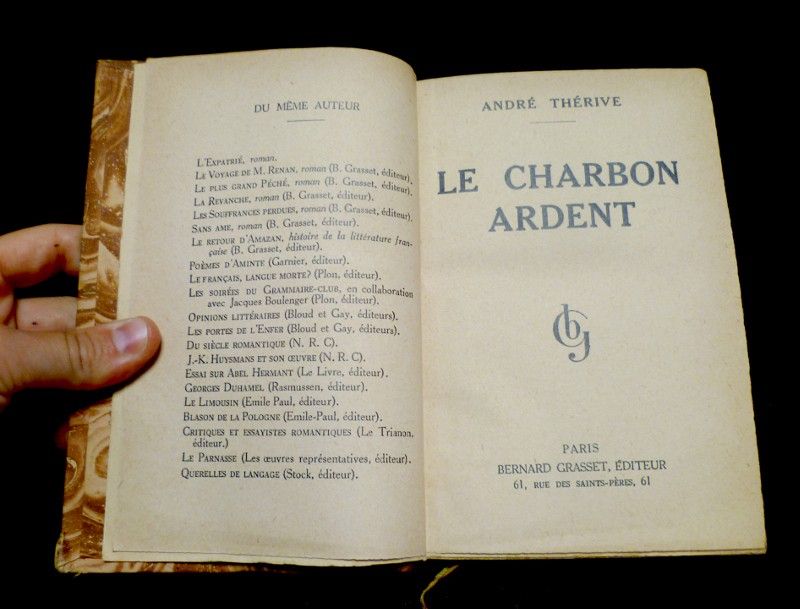 DU MÊME AUTEUR
L'EXPATRIÉ, roman.
LE VOYAGE DE M. RENAN, roman (B. Grasset, éditeur).
LE PLUS GRAND PÉCHÉ, roman (B. Grasset, éditeur).
LA REVANCHE, roman (B. Grasset, éditeur).
LES SOUFFRANCES PERDUES, roman (B. Grasset, éditeur).
SANS AME, roman (B. Grasset, éditeur).
LE RETOUR D'AMAZAN, histoire de la littérature fran-
çaise (B. Grasset, éditeur).
POÈMES D'AMINTE (Garnier, éditeur).
LE FRANÇAIS, LANGUE MORTE? (Plon, éditeur).
LES SOIRÉES DU GRAMMAIRE-CLUB, en collaboration
avec Jacques Boulenger (Plon, éditeur).
OPINIONS LITTÉRAIRES (Bloud et Gay, éditeurs).
LES PORTES DE L'ENFER (Bloud et Gay, éditeurs).
DU SIÈCLE ROMANTIQUE (N. R. C).
J.-K. HUYSMANS ET SON ŒUVRE (N. R. C).
ESSAI SUR ABEL HERMANT (Le Livre, éditeur).
GEORGES DUHAMEL (Rasmussen, éditeur).
LE LIMOUSIN (Emile Paul, éditeur).
BLASON DE LA POLOGNE (Emile-Paul, éditeur).
CRITIQUES ET ESSAYISTES ROMANTIQUES (Le Trianon,
éditeur.)
LE PARNASSE (Les œuvres représentatives, éditeur).
QUERELLES DE LANGAGE (Stock, éditeur).
ANDRÉ THÉRIVE
LE CHARBON
ARDENT
bG
PARIS
BERNARD GRASSET, ÉDITEUR
61, RUE DES SAINTS-PÈRES, 61